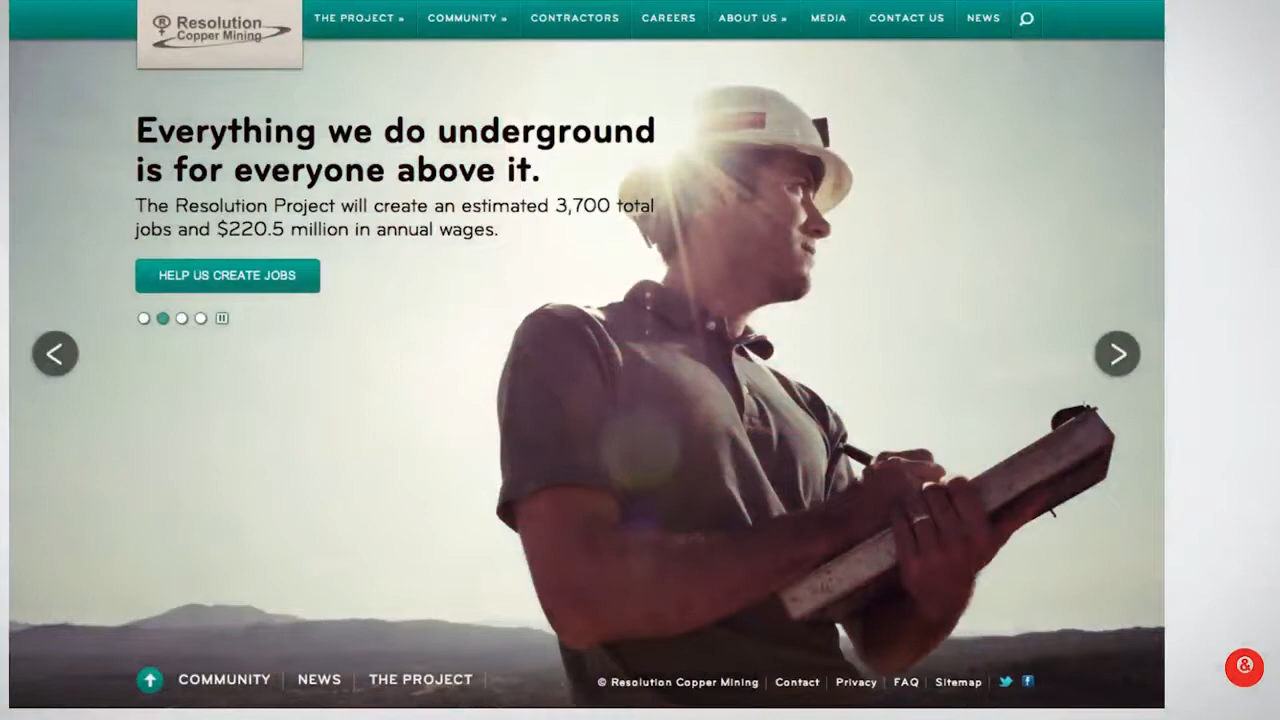 Resolution
Copper Mining
THE PROJECT »
COMMUNITY »
CONTRACTORS
CAREERS
ABOUT US »
MEDIA
CONTACT US
NEWS
Everything we do underground
is for everyone above it.
The Resolution Project will create an estimated 3,700 total
jobs and $220.5 million in annual wages.
HELP US CREATE JOBS
COMMUNITY
NEWS
THE PROJECT
© Resolution Copper Mining
Contact
Privacy
FAQ
Sitemap
&